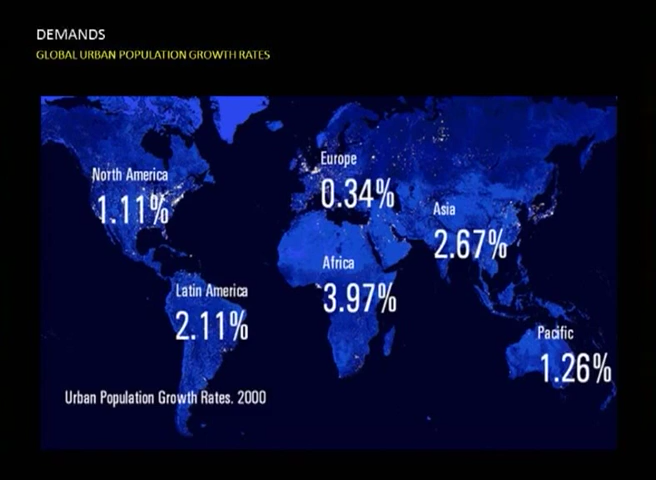 DEMANDS
GLOBAL URBAN POPULATION GROWTH RATES
North America
1.11%
Europe
0.34%
Asia
2.67%
Africa
3.97%
Latin America
2.11%
Pacific
1.26%
Urban Population Growth Rates. 2000